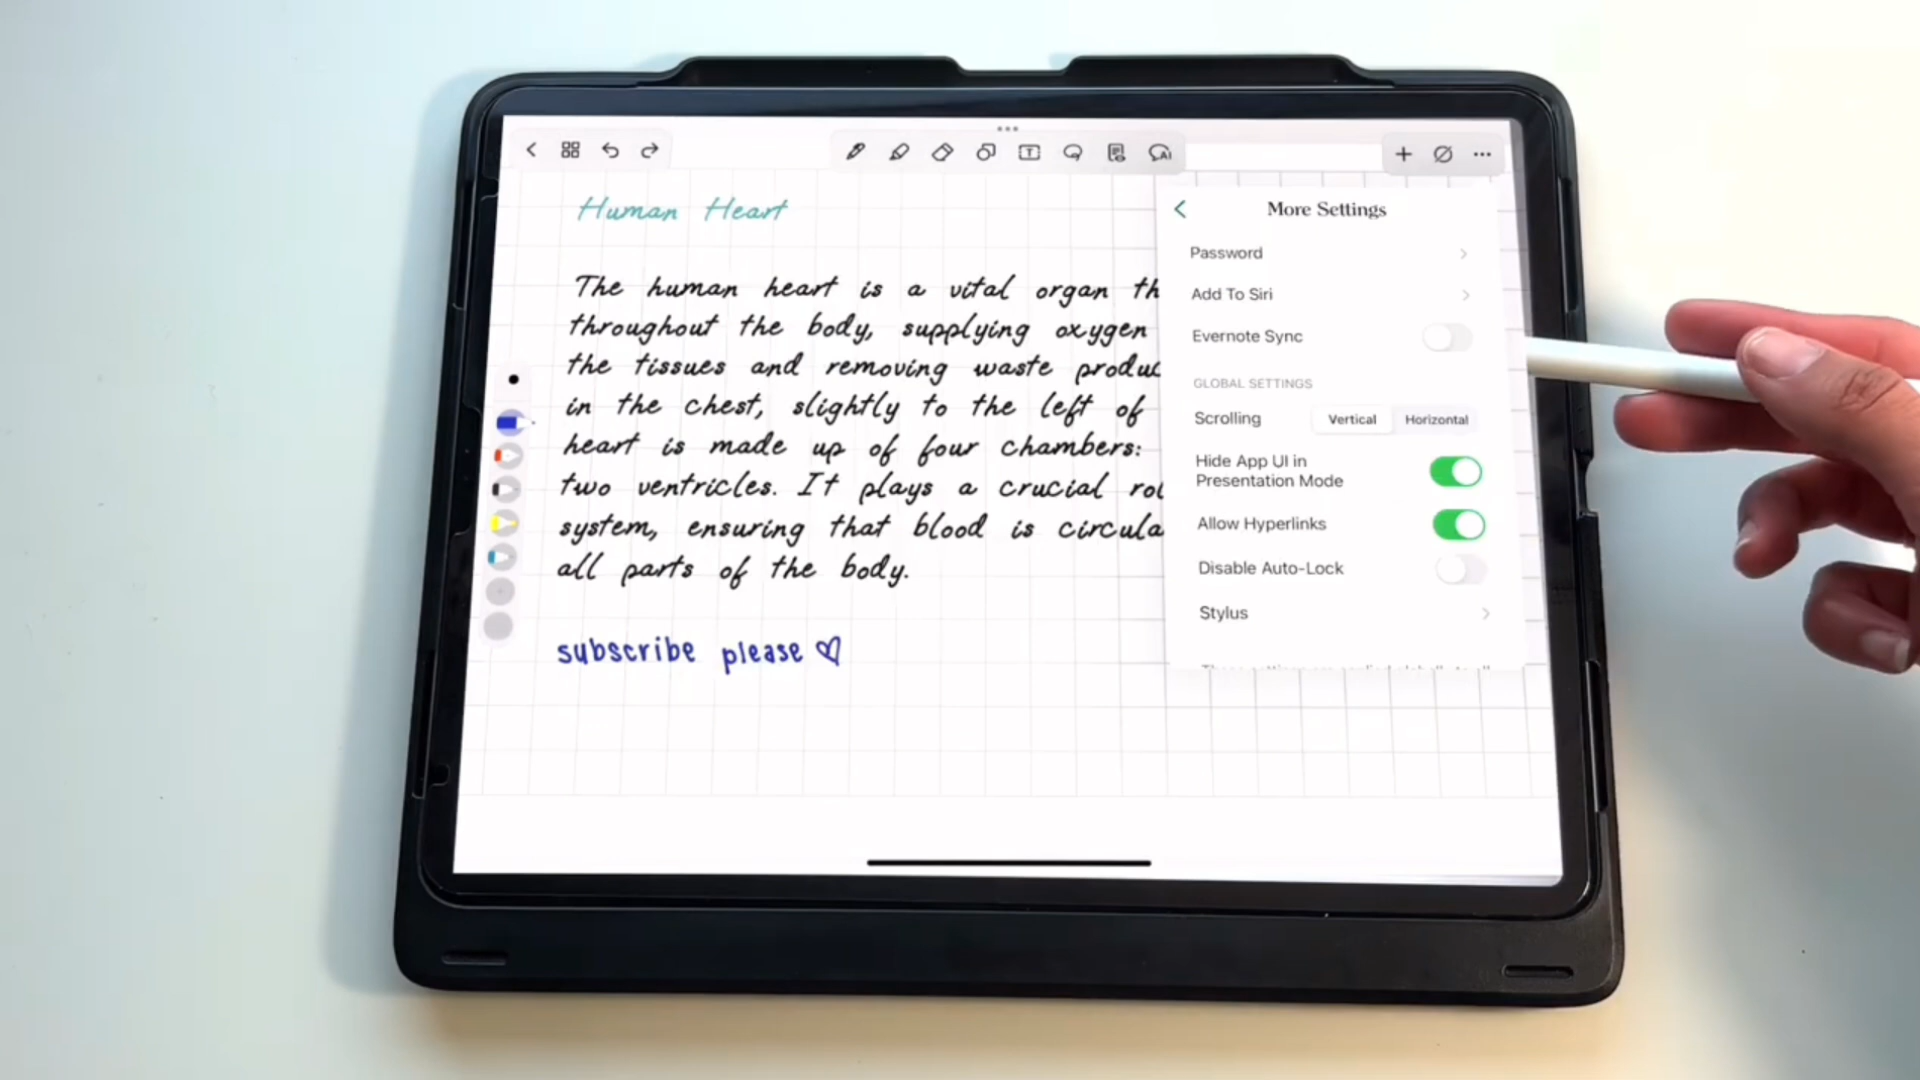 AI
Human Heart
The human heart is a vital organ th
throughout the body, supplying oxygen
the tissues and removing waste produc
in the chest, slightly to the left of
heart is made up of four chambers:
two ventricles. It plays a crucial rol
system, ensuring that blood is circula
all parts of the body.
subscribe please
More Settings
Password
Add To Siri
Evernote Sync
GLOBAL SETTINGS
Scrolling Vertical Horizontal
Hide App UI in
Presentation Mode
Allow Hyperlinks
Disable Auto-Lock
Stylus